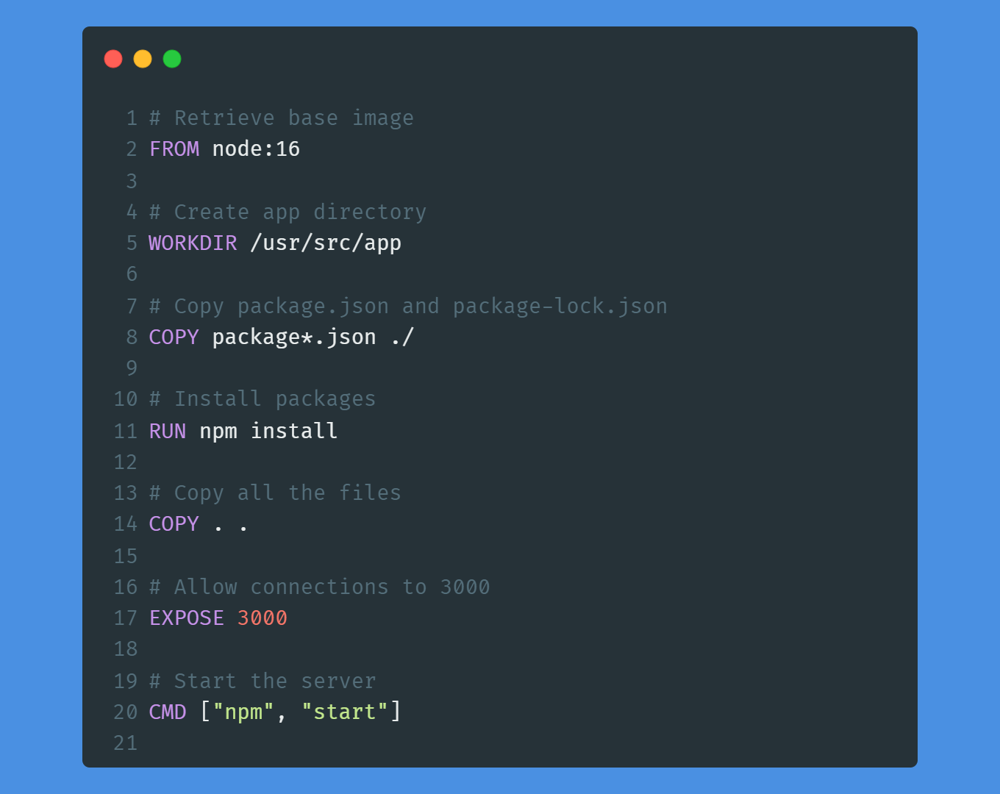 1 # Retrieve base image
2 FROM node:16
3
4 # Create app directory
5 WORKDIR /usr/src/app
6
7 # Copy package.json and package-lock.json
8 COPY package*.json ./
9
10 # Install packages
11 RUN npm install
12
13 # Copy all the files
14 COPY . .
15
16 # Allow connections to 3000
17 EXPOSE 3000
18
19 # Start the server
20 CMD ["npm", "start"]
21